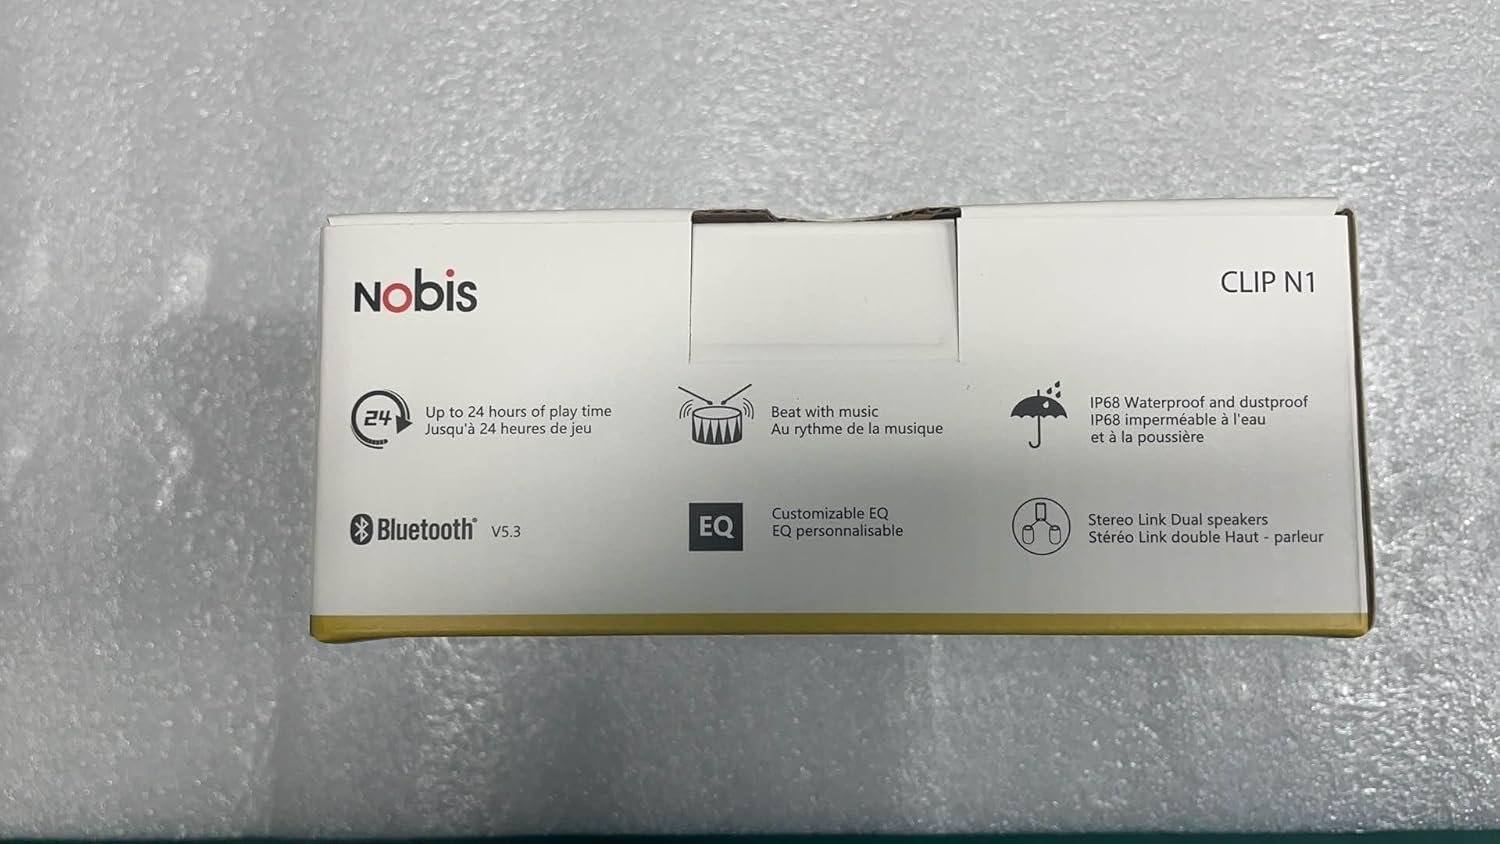 Nobis
CLIP N1
24
Up to 24 hours of play time
Jusqu'à 24 heures de jeu
Beat with music
Au rythme de la musique
IP68 Waterproof and dustproof
IP68 imperméable à l'eau
et à la poussière
Bluetooth® V5.3
EQ
Customizable EQ
EQ personnalisable
Stereo Link Dual speakers
Stéréo Link double Haut - parleur